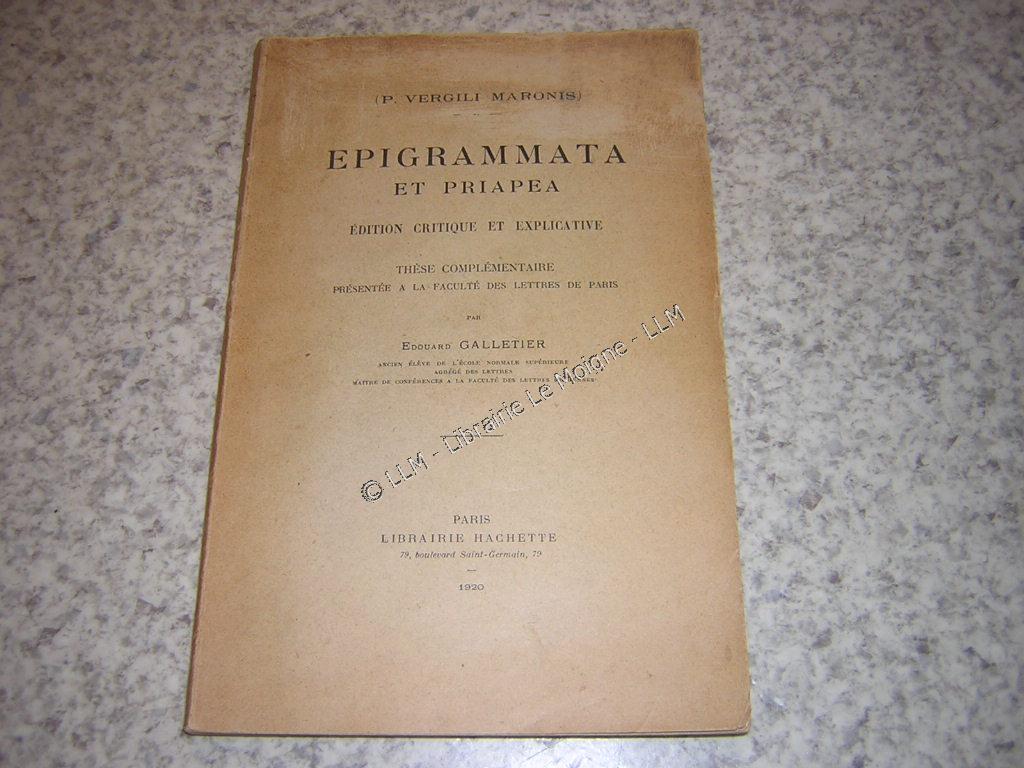 (P. VERGILI MARONIS)
EPIGRAMMATA
ET PRIAPEA
ÉDITION CRITIQUE ET EXPLICATIVE
THÈSE COMPLÉMENTAIRE
PRÉSENTÉE A LA FACULTÉ DES LETTRES DE PARIS
PAR
EDOUARD GALLETIER
ANCIEN ÉLÈVE DE L'ÉCOLE NORMALE SUPÉRIEURE
AGRÉGÉ DES LETTRES
MAÎTRE DE CONFÉRENCES A LA FACULTÉ DES LETTRES
© LLM - Librairie Le Moigne - LLM
PARIS
LIBRAIRIE HACHETTE
79, boulevard Saint-Germain, 79
1920